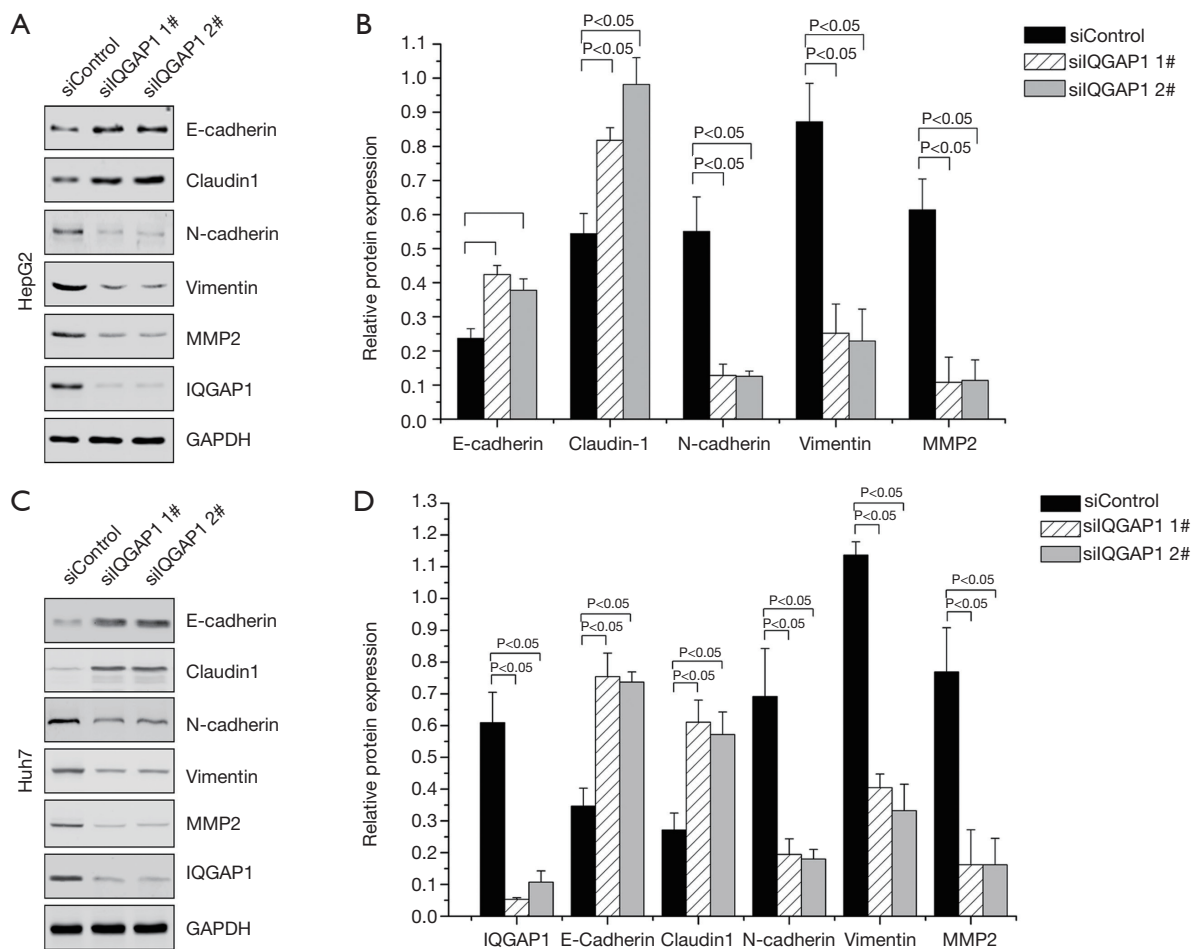 A
siControl
siIQGAP1 1#
siIQGAP1 2#
E-cadherin
Claudin1
N-cadherin
Vimentin
MMP2
IQGAP1
GAPDH
HepG2
B
Relative protein expression
1.1
1.0
0.9
0.8
0.7
0.6
0.5
0.4
0.3
0.2
0.1
0.0
P<0.05
P<0.05
P<0.05
P<0.05
P<0.05
P<0.05
P<0.05
P<0.05
E-cadherin Claudin-1 N-cadherin Vimentin MMP2
siControl
siIQGAP1 1#
siIQGAP1 2#
C
siControl
siIQGAP1 1#
siIQGAP1 2#
E-cadherin
Claudin1
N-cadherin
Vimentin
MMP2
IQGAP1
GAPDH
Huh7
D
Relative protein expression
1.3
1.2
1.1
1.0
0.9
0.8
0.7
0.6
0.5
0.4
0.3
0.2
0.1
0.0
P<0.05
P<0.05
P<0.05
P<0.05
P<0.05
P<0.05
P<0.05
P<0.05
P<0.05
P<0.05
P<0.05
P<0.05
IQGAP1 E-Cadherin Claudin1 N-cadherin Vimentin MMP2
siControl
siIQGAP1 1#
siIQGAP1 2#